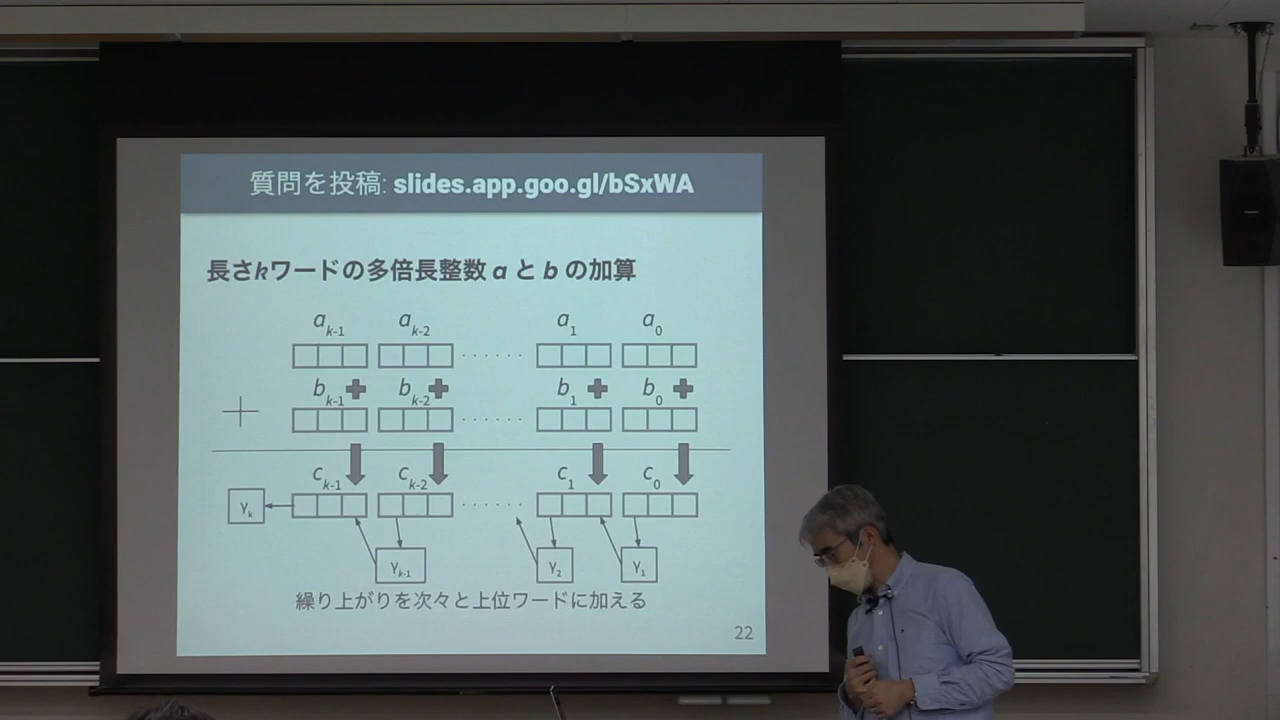 質問を投稿: slides.app.goo.gl/bSxWA
長さkワードの多倍長整数 a と b の加算
a_{k-1} a_{k-2} ······ a_1 a_0
b_{k-1} b_{k-2} ······ b_1 b_0
+
c_{k-1} c_{k-2} ······ c_1 c_0
γ_k
γ_{k-1} γ_2 γ_1
繰り上がりを次々と上位ワードに加える
22